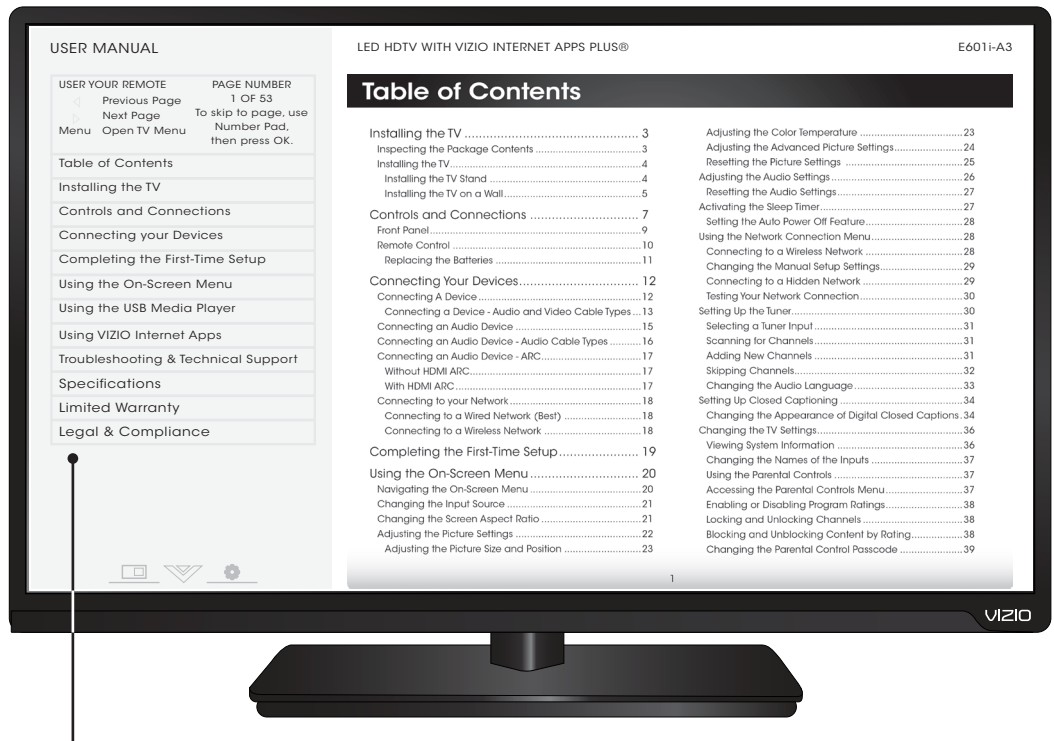 USER MANUAL
USER YOUR REMOTE
Previous Page
Next Page
Menu Open TV Menu
PAGE NUMBER
1 OF 53
To skip to page, use
Number Pad,
then press OK.
Table of Contents
Installing the TV
Controls and Connections
Connecting your Devices
Completing the First-Time Setup
Using the On-Screen Menu
Using the USB Media Player
Using VIZIO Internet Apps
Troubleshooting & Technical Support
Specifications
Limited Warranty
Legal & Compliance
LED HDTV WITH VIZIO INTERNET APPS PLUS®
E601i-A3
Table of Contents
Installing the TV ........ 3
Inspecting the Package Contents ........ 3
Installing the TV ........ 4
Installing the TV Stand ........ 4
Installing the TV on a Wall ........ 5
Controls and Connections ........ 7
Front Panel ........ 9
Remote Control ........ 10
Replacing the Batteries ........ 11
Connecting Your Devices ........ 12
Connecting A Device ........ 12
Connecting a Device - Audio and Video Cable Types ... 13
Connecting an Audio Device ........ 15
Connecting an Audio Device - Audio Cable Types ........ 16
Connecting an Audio Device - ARC ........ 17
Without HDMI ARC ........ 17
With HDMI ARC ........ 17
Connecting to your Network ........ 18
Connecting to a Wired Network (Best) ........ 18
Connecting to a Wireless Network ........ 18
Completing the First-Time Setup ........ 19
Using the On-Screen Menu ........ 20
Navigating the On-Screen Menu ........ 20
Changing the Input Source ........ 21
Changing the Screen Aspect Ratio ........ 21
Adjusting the Picture Settings ........ 22
Adjusting the Picture Size and Position ........ 23
Adjusting the Color Temperature ........ 23
Adjusting the Advanced Picture Settings ........ 24
Resetting the Picture Settings ........ 25
Adjusting the Audio Settings ........ 26
Resetting the Audio Settings ........ 27
Activating the Sleep Timer ........ 27
Setting the Auto Power Off Feature ........ 28
Using the Network Connection Menu ........ 28
Connecting to a Wireless Network ........ 28
Changing the Manual Setup Settings ........ 29
Connecting to a Hidden Network ........ 29
Testing Your Network Connection ........ 30
Setting Up the Tuner ........ 30
Selecting a Tuner Input ........ 31
Scanning for Channels ........ 31
Adding New Channels ........ 31
Skipping Channels ........ 32
Changing the Audio Language ........ 33
Setting Up Closed Captioning ........ 34
Changing the Appearance of Digital Closed Captions . 34
Changing the TV Settings ........ 36
Viewing System Information ........ 36
Changing the Names of the Inputs ........ 37
Using the Parental Controls ........ 37
Accessing the Parental Controls Menu ........ 37
Enabling or Disabling Program Ratings ........ 38
Locking and Unlocking Channels ........ 38
Blocking and Unblocking Content by Rating ........ 38
Changing the Parental Control Passcode ........ 39
1
VIZIO